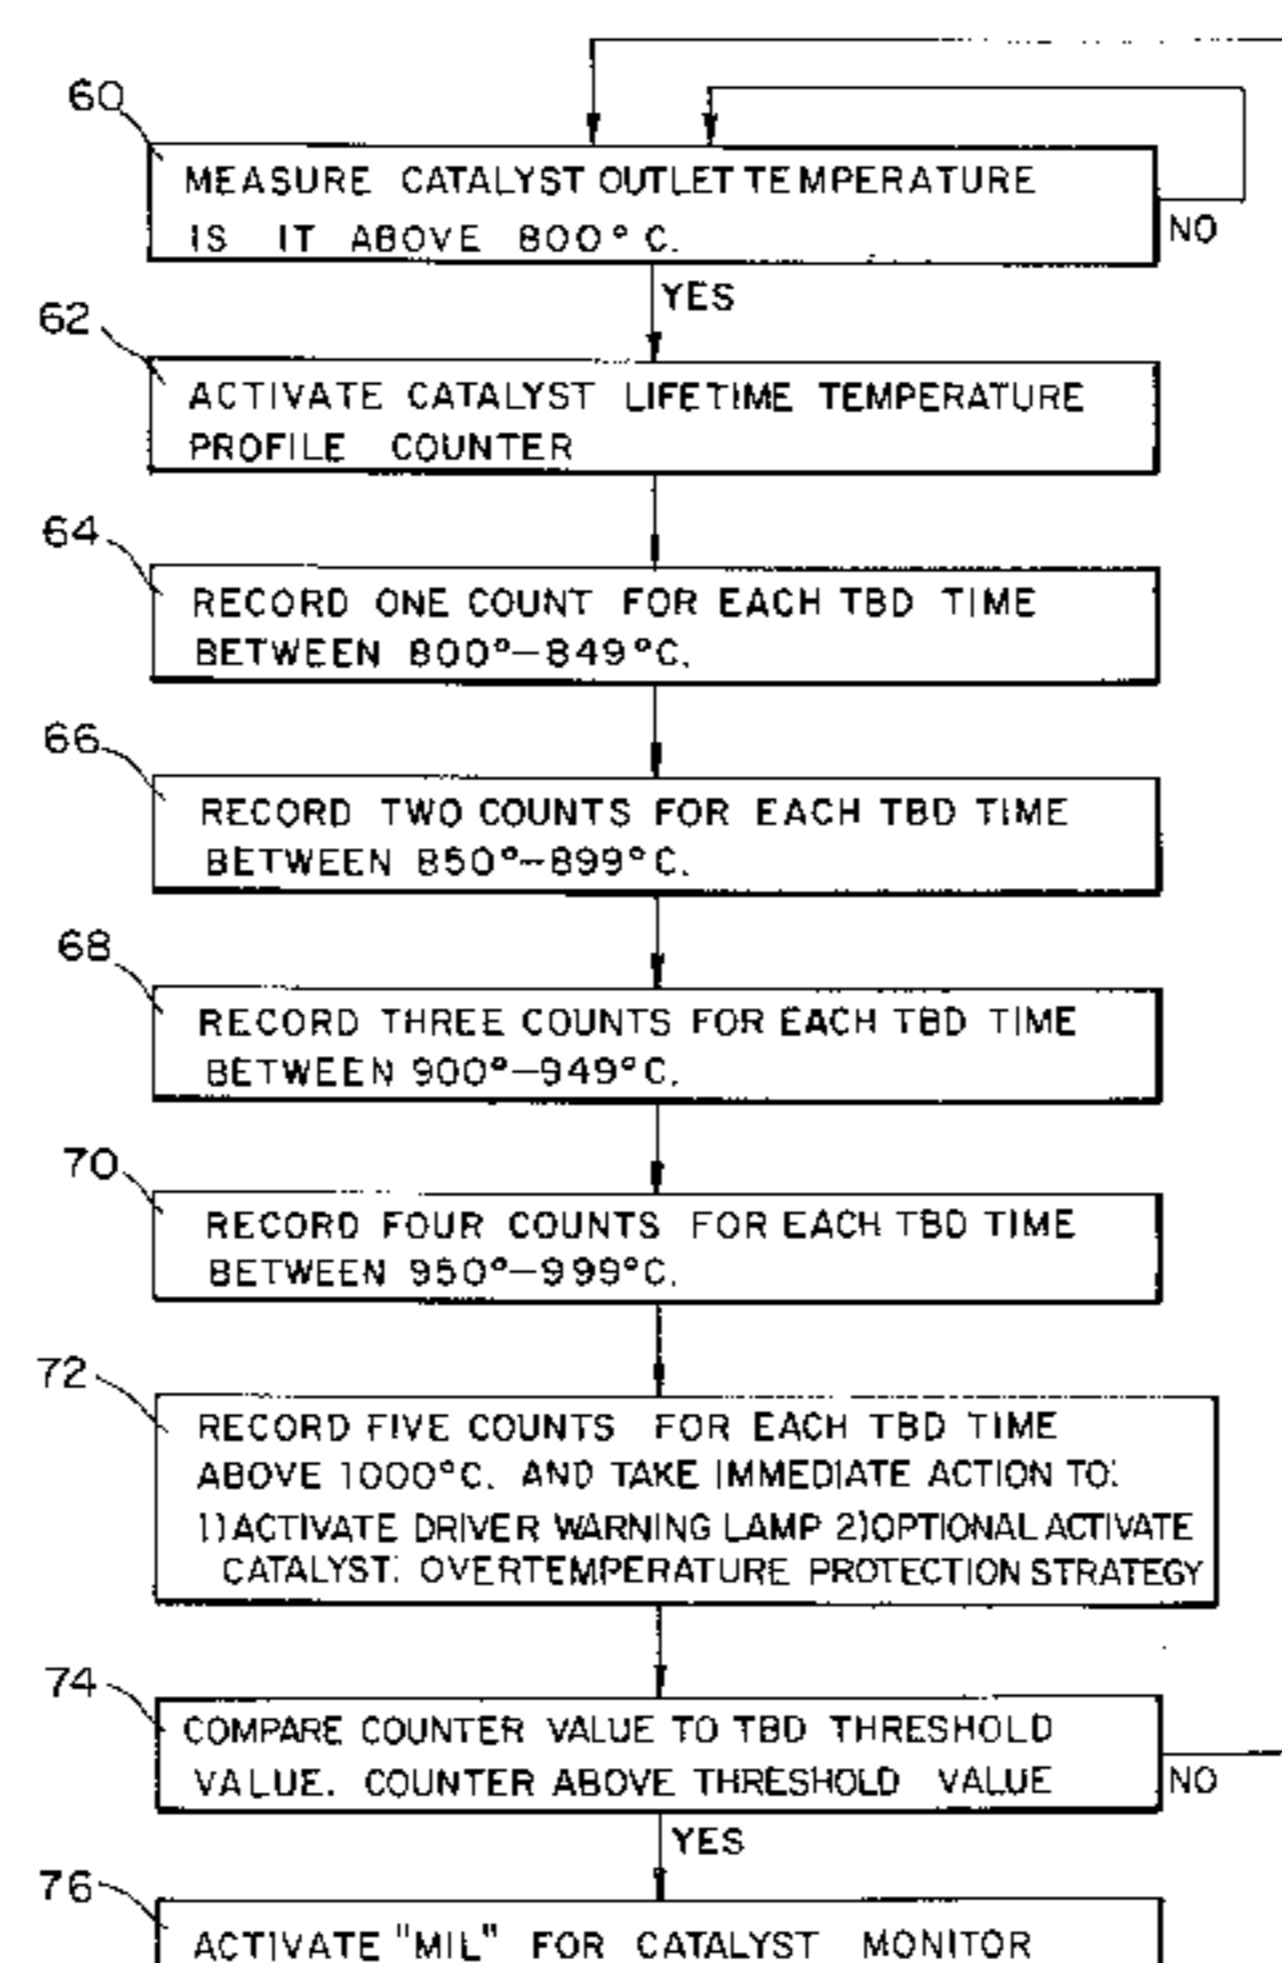 60
MEASURE CATALYST OUTLET TEMPERATURE
IS IT ABOVE 800° C.
NO
YES
62
ACTIVATE CATALYST LIFETIME TEMPERATURE
PROFILE COUNTER
64
RECORD ONE COUNT FOR EACH TBD TIME
BETWEEN 800°-849°C.
66
RECORD TWO COUNTS FOR EACH TBD TIME
BETWEEN 850°-899°C.
68
RECORD THREE COUNTS FOR EACH TBD TIME
BETWEEN 900°-949°C.
70
RECORD FOUR COUNTS FOR EACH TBD TIME
BETWEEN 950°-999°C.
72
RECORD FIVE COUNTS FOR EACH TBD TIME
ABOVE 1000°C. AND TAKE IMMEDIATE ACTION TO:
1) ACTIVATE DRIVER WARNING LAMP 2) OPTIONAL ACTIVATE
CATALYST: OVERTEMPERATURE PROTECTION STRATEGY
74
COMPARE COUNTER VALUE TO TBD THRESHOLD
VALUE. COUNTER ABOVE THRESHOLD VALUE
NO
YES
76
ACTIVATE "MIL" FOR CATALYST MONITOR